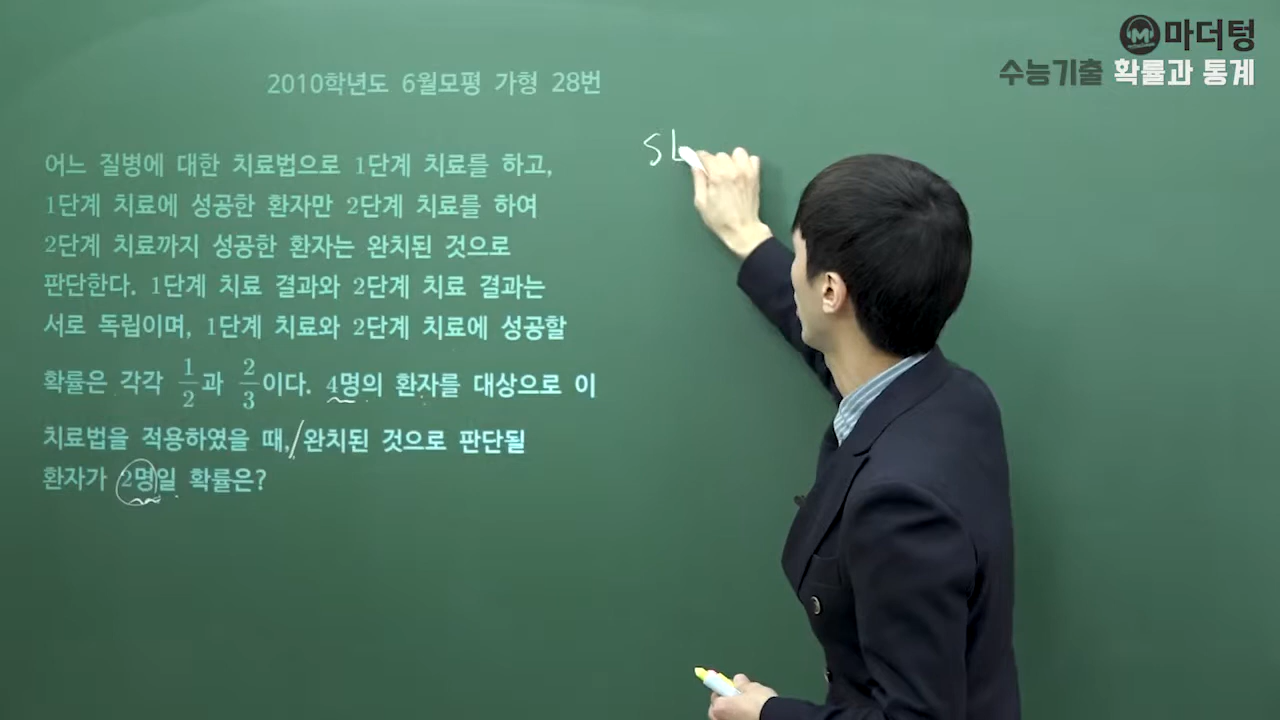 마더텅
수능기출 확률과 통계
2010학년도 6월모평 가형 28번
어느 질병에 대한 치료법으로 1단계 치료를 하고,
1단계 치료에 성공한 환자만 2단계 치료를 하여
2단계 치료까지 성공한 환자는 완치된 것으로
판단한다. 1단계 치료 결과와 2단계 치료 결과는
서로 독립이며, 1단계 치료와 2단계 치료에 성공할
확률은 각각 1/2과 2/3이다. 4명의 환자를 대상으로 이
치료법을 적용하였을 때, 완치된 것으로 판단될
환자가 2명일 확률은?